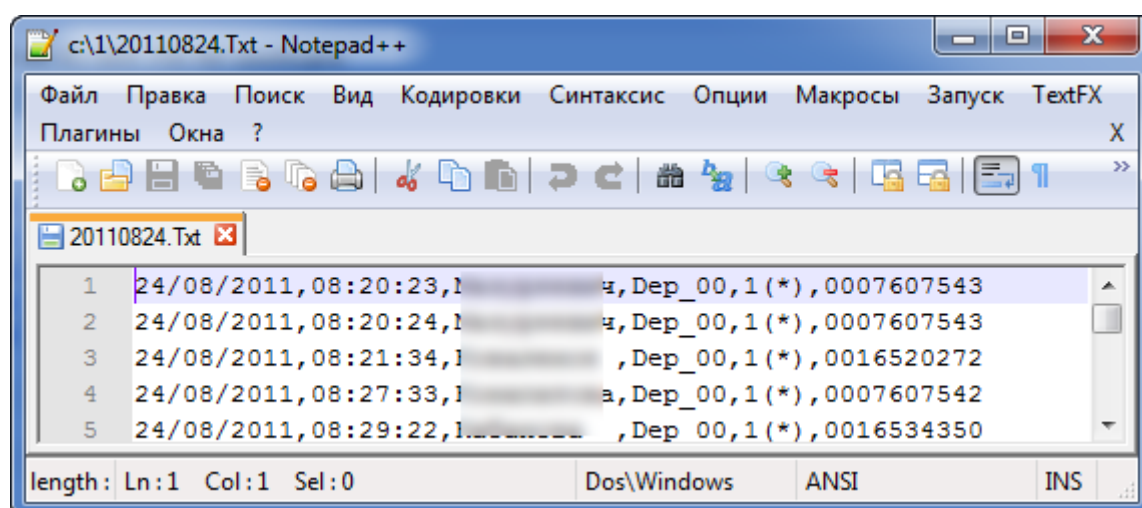 c:\1\20110824.Txt - Notepad++
Файл Правка Поиск Вид Кодировки Синтаксис Опции Макросы Запуск TextFX
Плагины Окна ? X
20110824.Txt
1 24/08/2011,08:20:23, ,Dep_00,1(*),0007607543
2 24/08/2011,08:20:24, ,Dep_00,1(*),0007607543
3 24/08/2011,08:21:34, ,Dep_00,1(*),0016520272
4 24/08/2011,08:27:33, ,Dep_00,1(*),0007607542
5 24/08/2011,08:29:22, ,Dep_00,1(*),0016534350
length: Ln:1 Col:1 Sel:0 Dos\Windows ANSI INS